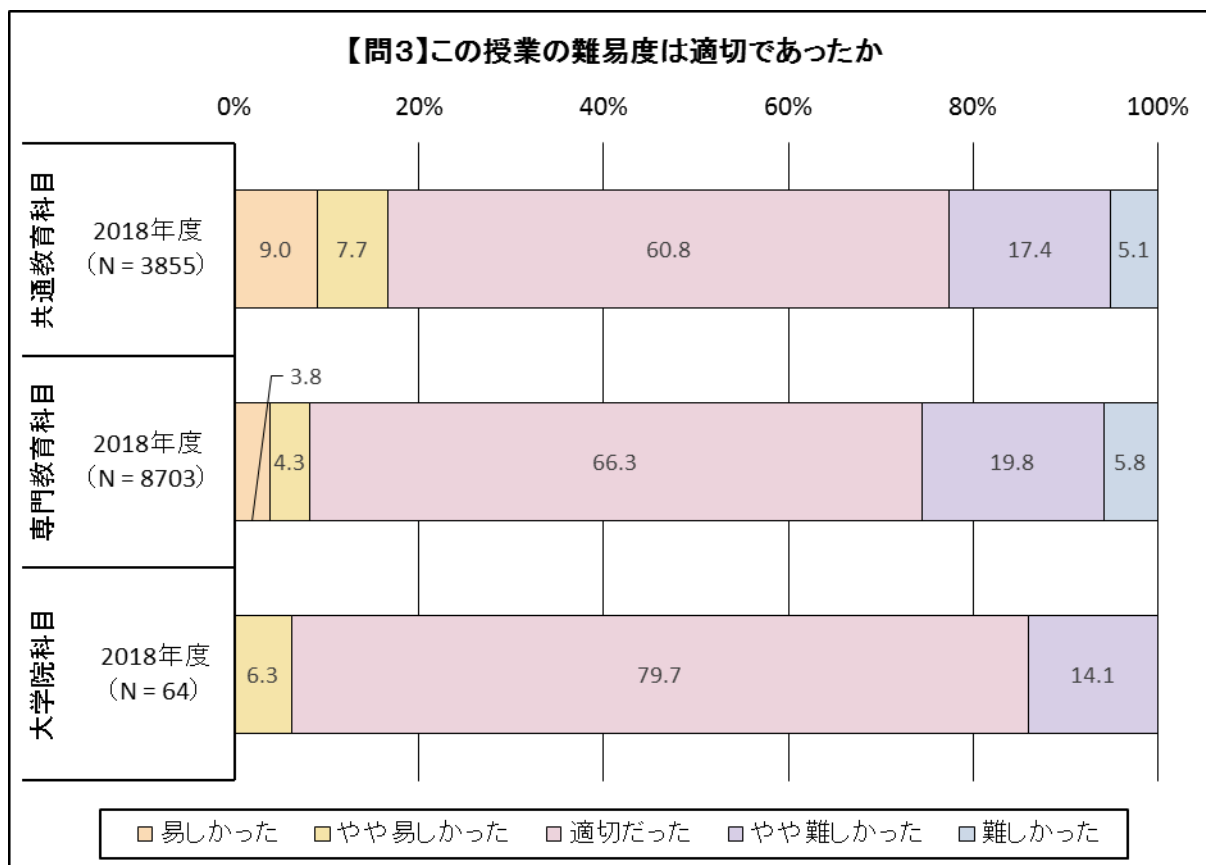 【問3】この授業の難易度は適切であったか
0% 20% 40% 60% 80% 100%
共通教育科目
2018年度
（N = 3855）
9.0 7.7 60.8 17.4 5.1
専門教育科目
2018年度
（N = 8703）
3.8
4.3 66.3 19.8 5.8
大学院科目
2018年度
（N = 64）
6.3 79.7 14.1
易しかった やや易しかった 適切だった やや難しかった 難しかった